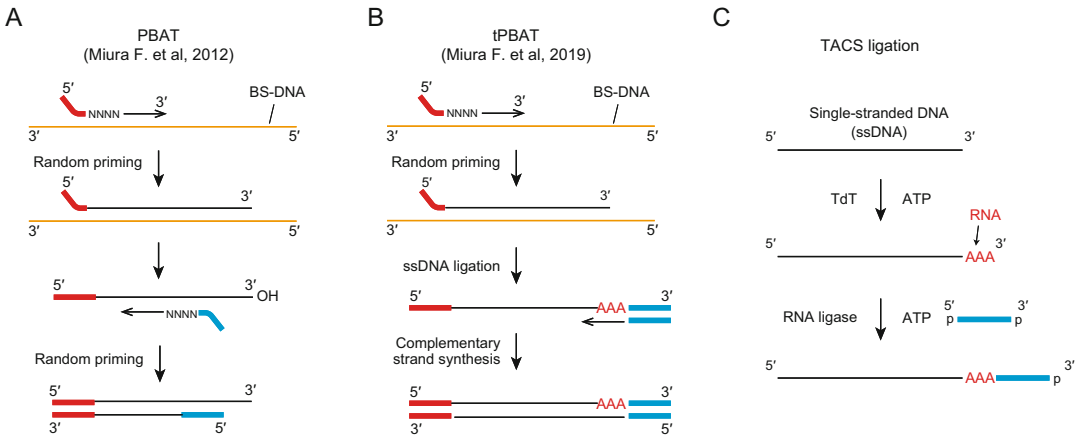 A
PBAT
(Miura F. et al, 2012)
5′
3′
NNNN
BS-DNA
3′
5′
Random priming
5′
3′
3′
5′
5′
3′
OH
NNNN
Random priming
5′
3′
3′
5′
B
tPBAT
(Miura F. et al, 2019)
5′
3′
NNNN
BS-DNA
3′
5′
Random priming
5′
3′
3′
5′
ssDNA ligation
5′
3′
AAA
Complementary
strand synthesis
5′
3′
AAA
3′
5′
C
TACS ligation
Single-stranded DNA
(ssDNA)
5′
3′
TdT
ATP
RNA
5′
3′
AAA
RNA ligase
ATP
5′
3′
p
p
5′
3′
AAA
p